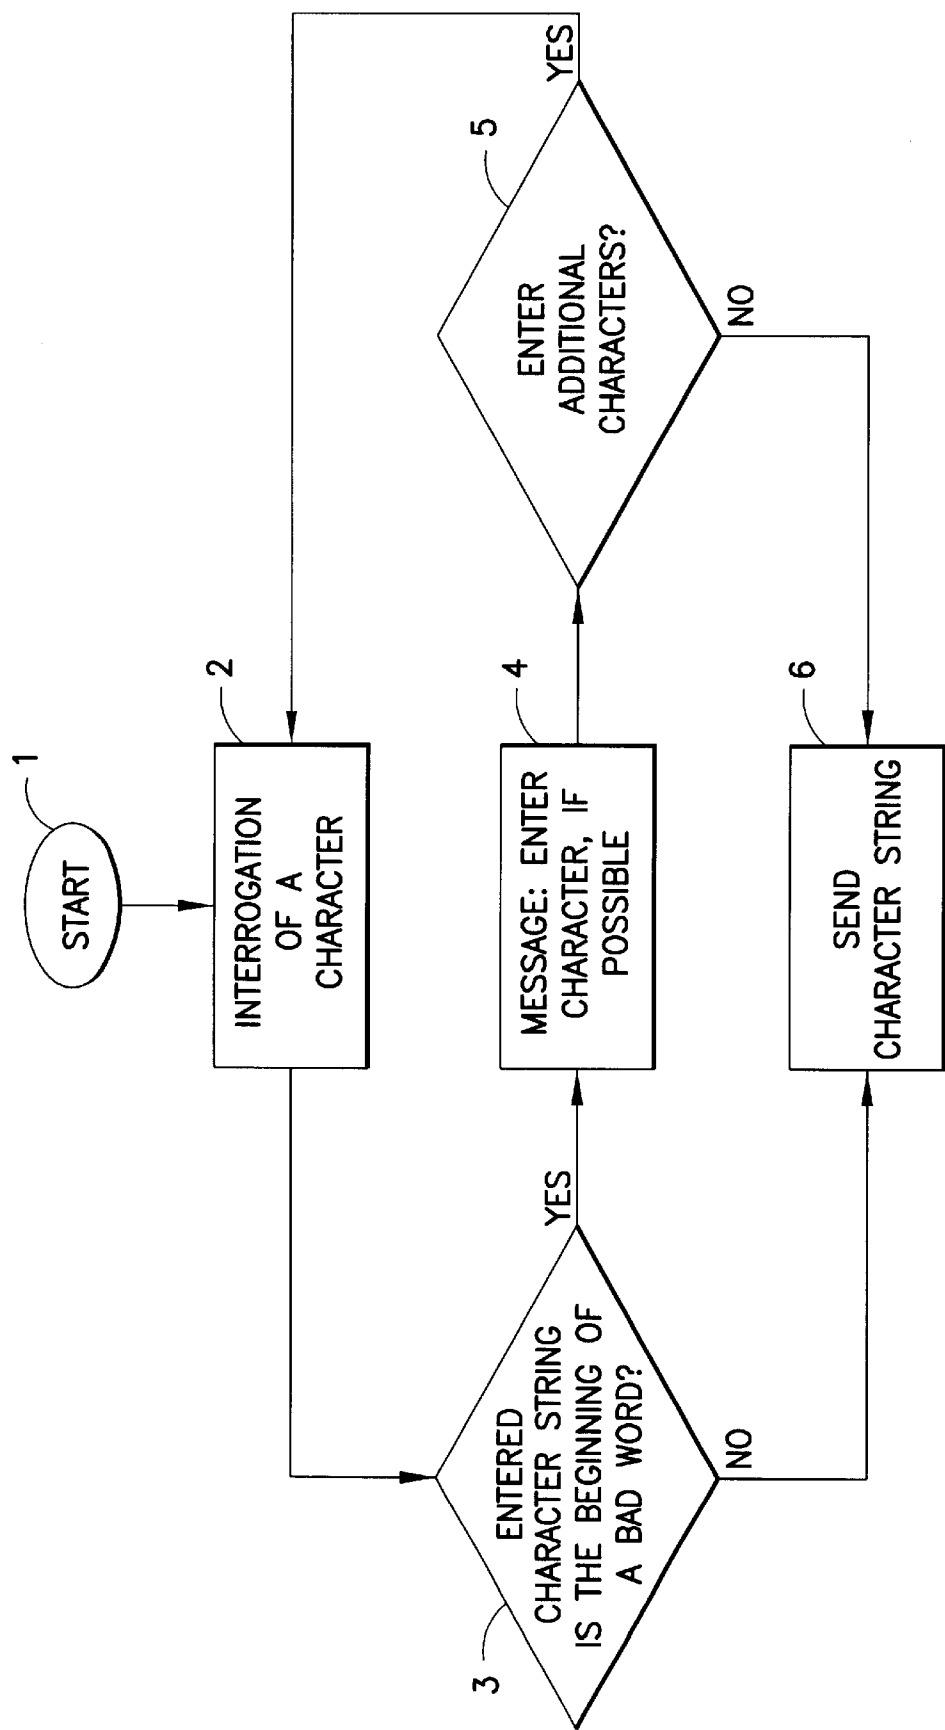 1
START
2
INTERROGATION
OF A
CHARACTER
3
ENTERED
CHARACTER STRING
IS THE BEGINNING OF
A BAD WORD?
YES
NO
4
MESSAGE: ENTER
CHARACTER, IF
POSSIBLE
5
ENTER
ADDITIONAL
CHARACTERS?
YES
NO
6
SEND
CHARACTER STRING